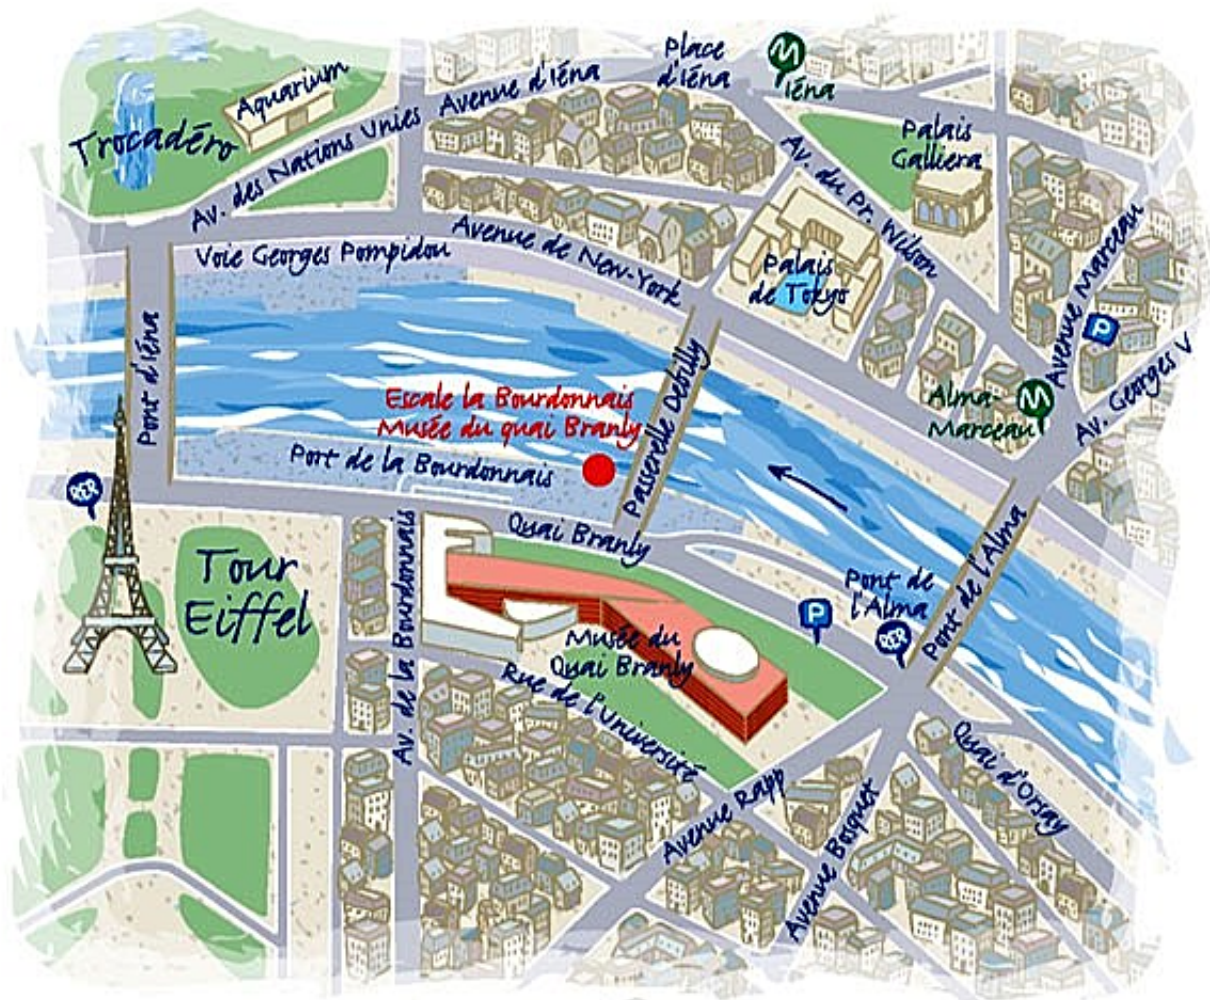 Place
d'Iéna
M
Iéna
Avenue d'Iéna
Aquarium
Trocadéro
Av. des Nations Unies
Palais
Galliera
Av. du Pr. Wilson
Voie Georges Pompidou
Avenue de New-York
Palais
de Tokyo
Avenue Marceau
P
Av. Georges V
Alma-
Marceau
M
Pont d'Iéna
Passerelle Debilly
Escale la Bourdonnais
Musée du quai Branly
Port de la Bourdonnais
RER
Quai Branly
Tour
Eiffel
Av. de la Bourdonnais
Pont de
l'Alma
P
RER
Pont de l'Alma
Musée du
Quai Branly
Rue de l'Université
Avenue Rapp
Avenue Bosquet
Quai d'Orsay